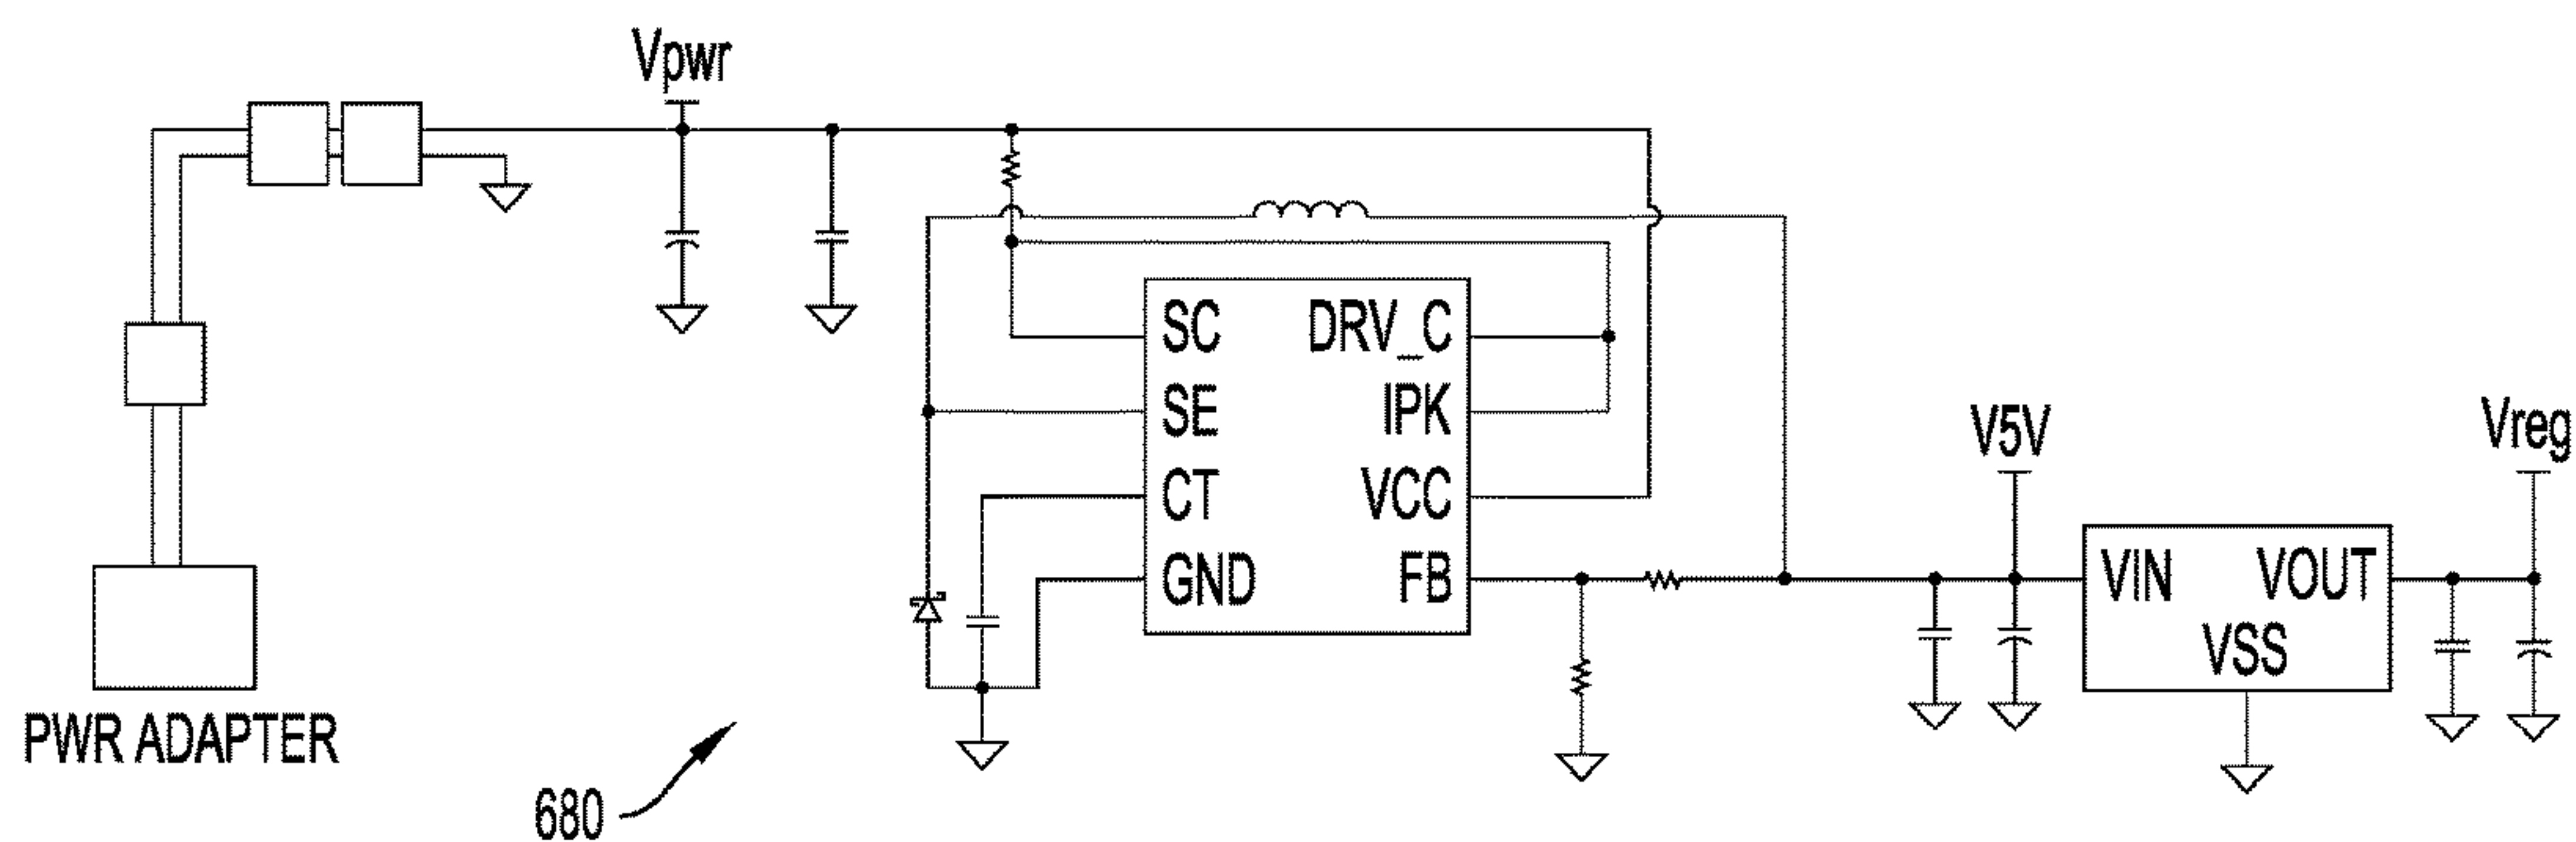 Vpwr
SC DRV_C
SE IPK
CT VCC
GND FB
V5V
Vreg
VIN VOUT
VSS
PWR ADAPTER
680